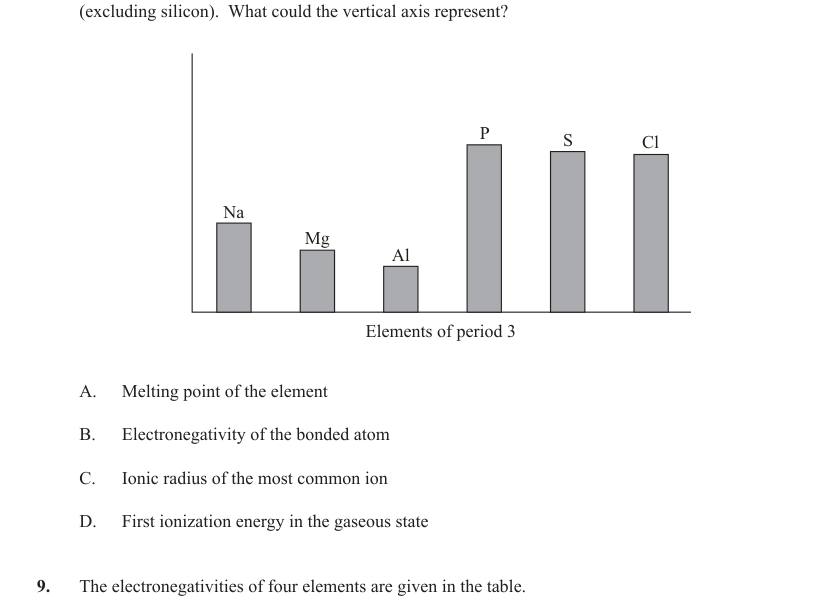 (excluding silicon). What could the vertical axis represent?
P
S
Cl
Na
Mg
Al
Elements of period 3
A. Melting point of the element
B. Electronegativity of the bonded atom
C. Ionic radius of the most common ion
D. First ionization energy in the gaseous state
9. The electronegativities of four elements are given in the table.